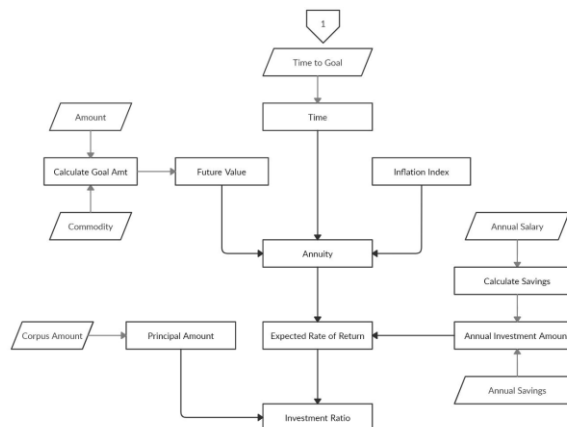 1
Time to Goal
Amount
Time
Calculate Goal Amt
Future Value
Inflation Index
Commodity
Annual Salary
Annuity
Calculate Savings
Corpus Amount
Principal Amount
Expected Rate of Return
Annual Investment Amoun
Annual Savings
Investment Ratio